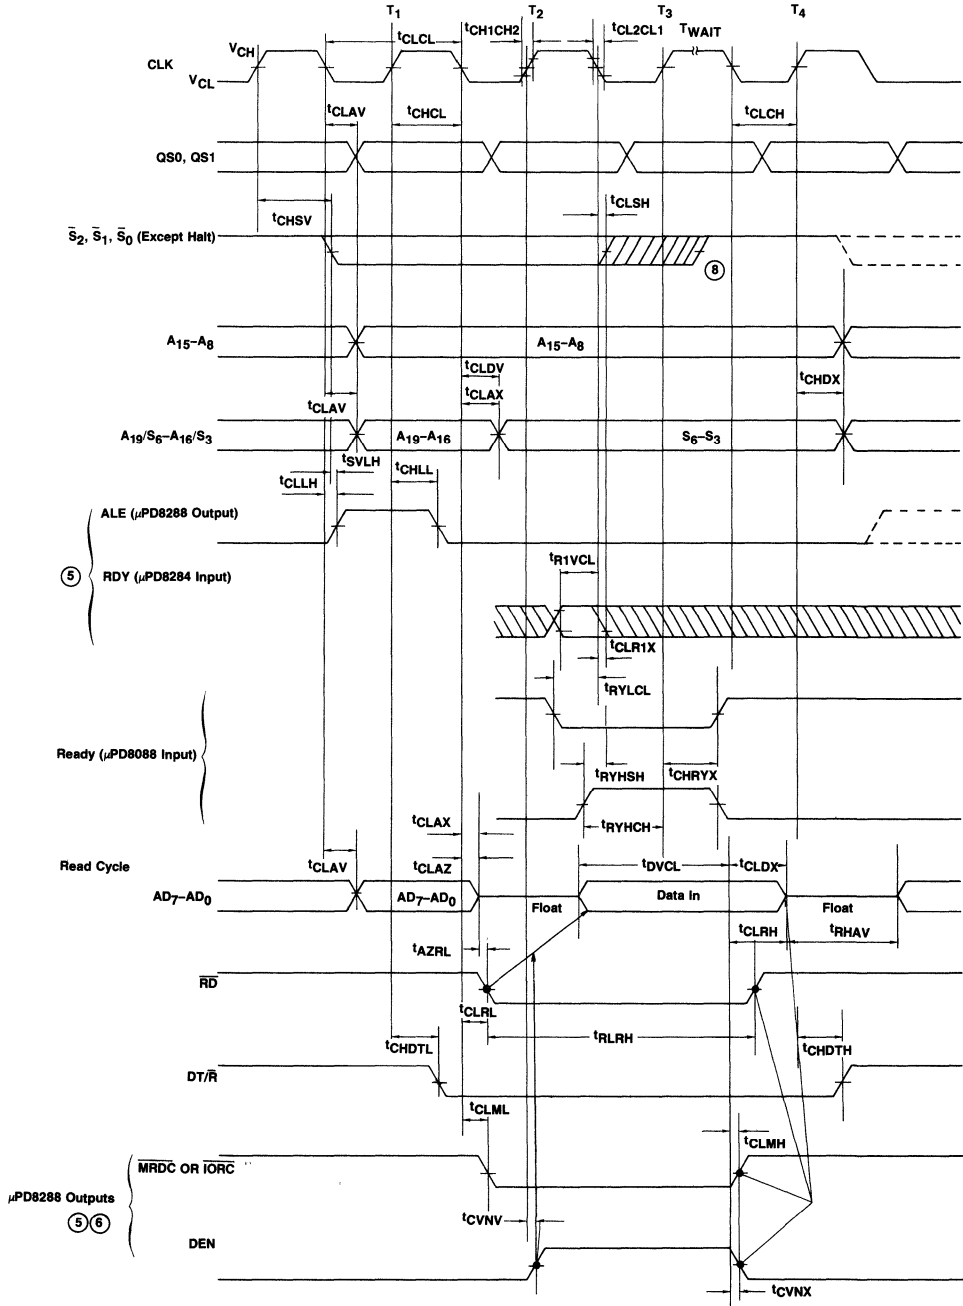 T1 T2 T3 T4
tCLCL tCH1CH2 tCL2CL1 TWAIT
VCH
CLK
VCL
tCLAV tCHCL tCLCH
QS0, QS1
tCHSV tCLSH
S̅2, S̅1, S̅0 (Except Halt)
8
A15–A8 A15–A8
tCLDV
tCHDX
tCLAX
tCLAV
A19/S6–A16/S3 A19–A16 S6–S3
tSVLH
tCHLL
tCLLH
ALE (μPD8288 Output)
tR1VCL
5 RDY (μPD8284 Input)
tCLR1X
tRYLCL
Ready (μPD8088 Input)
tRYHSH tCHRYX
tCLAX
tRYHCH
Read Cycle
tCLAV tCLAZ tDVCL tCLDX
AD7–AD0 AD7–AD0 Float Data In Float
tCLRH tRHAV
tAZRL
R̅D̅
tCLRL
tRLRH
tCHDTL tCHDTH
DT/R̅
tCLML
tCLMH
M̅R̅D̅C̅ OR I̅O̅R̅C̅
μPD8288 Outputs
5 6
tCVNV
DEN
tCVNX